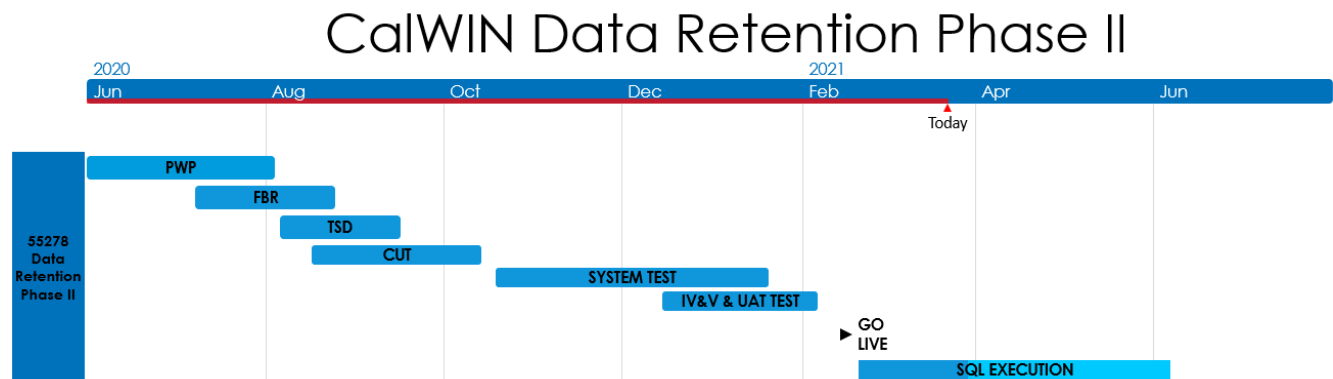 CalWIN Data Retention Phase II
2020 2021
Jun Aug Oct Dec Feb Apr Jun
Today
55278
Data
Retention
Phase II
PWP
FBR
TSD
CUT
SYSTEM TEST
IV&V & UAT TEST
GO
LIVE
SQL EXECUTION